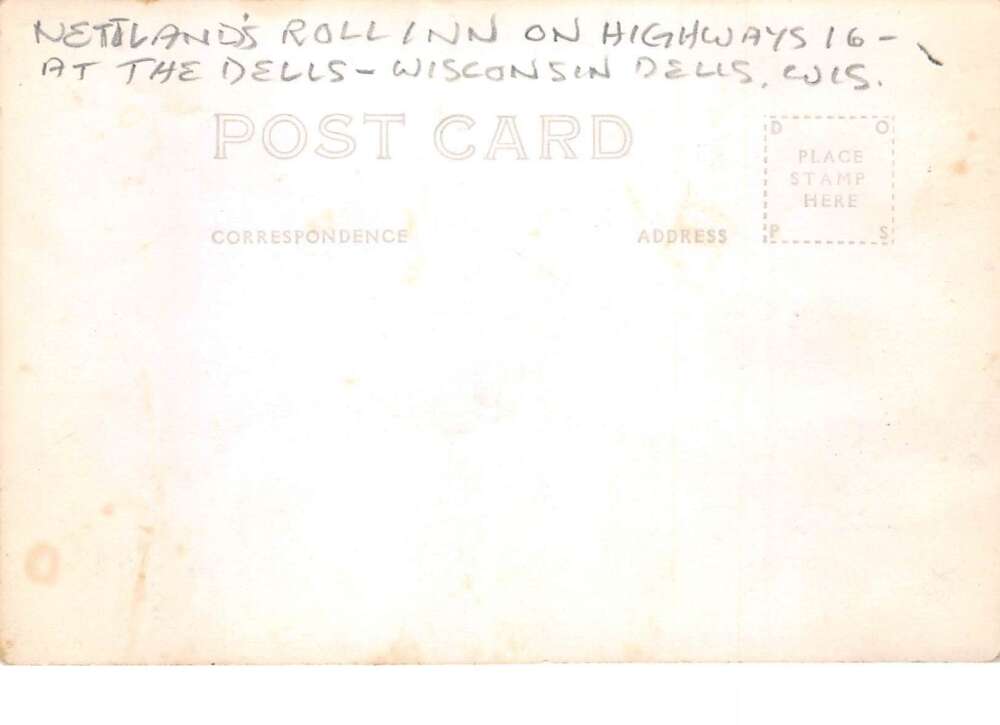 NETTLAND'S ROLL INN ON HIGHWAYS 16 -
AT THE DELLS - WISCONSIN DELLS, WIS.
POST CARD
D O
PLACE
STAMP
HERE
P S
CORRESPONDENCE ADDRESS